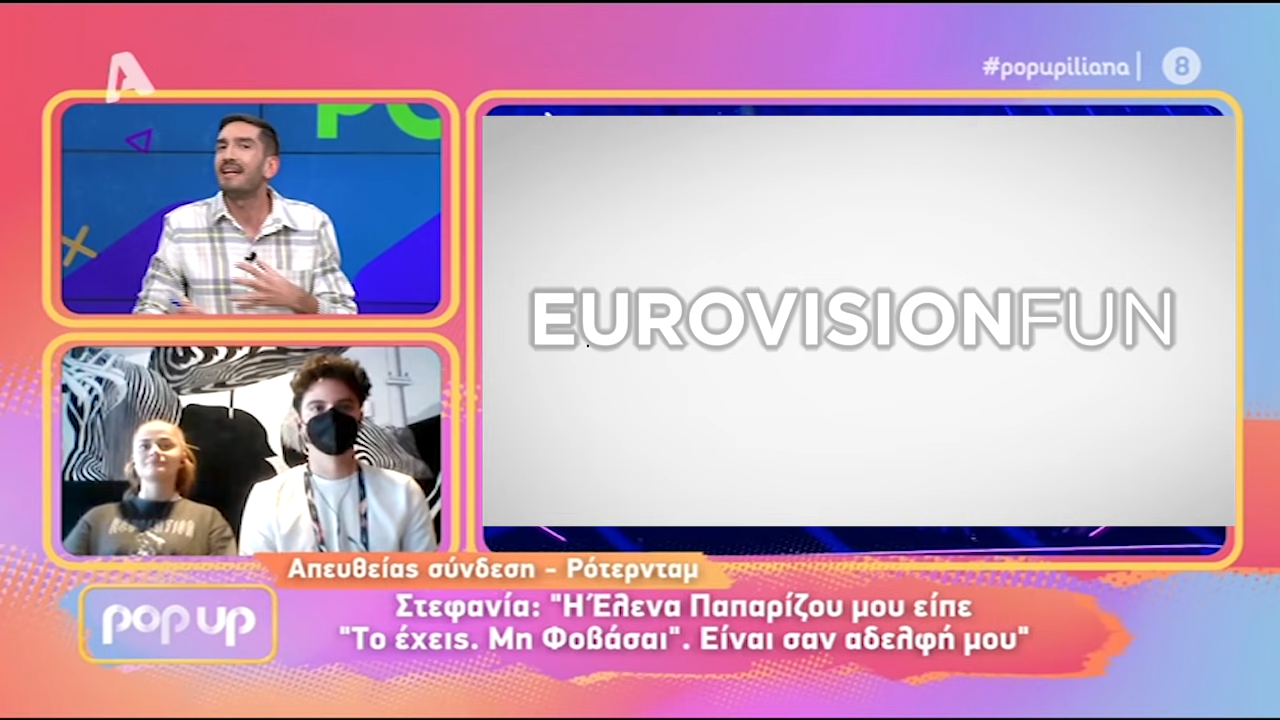 #popupiliana
8
PO
EUROVISIONFUN
Απευθείας σύνδεση - Ρότερνταμ
pop up
Στεφανία: "Η Έλενα Παπαρίζου μου είπε
"Το έχεις. Μη Φοβάσαι". Είναι σαν αδελφή μου"